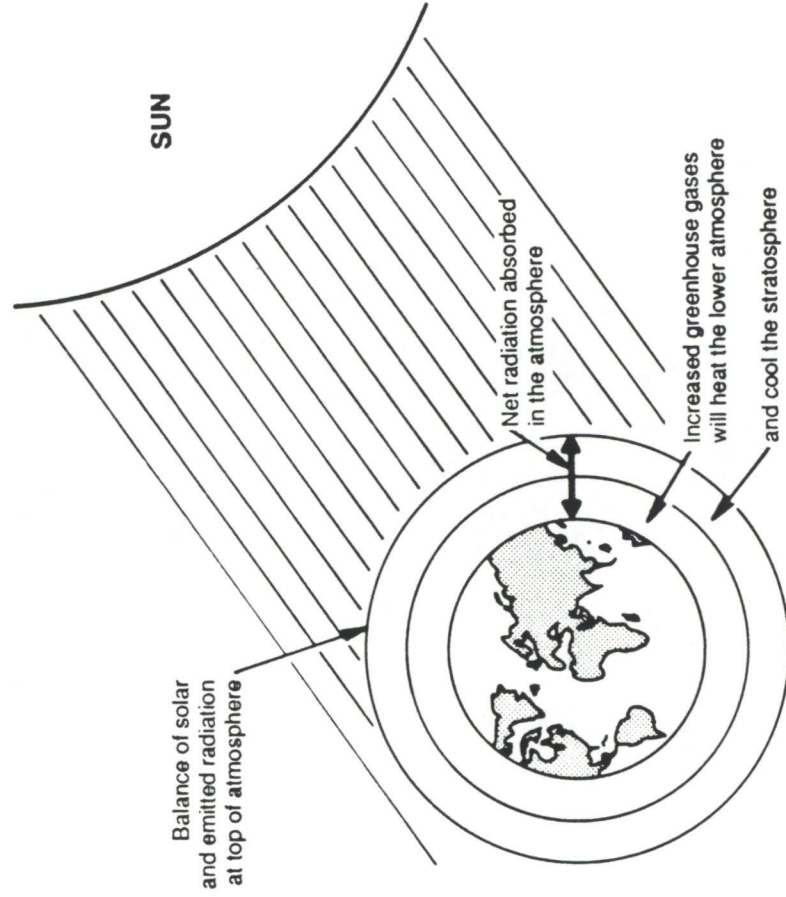 SUN
Balance of solar
and emitted radiation
at top of atmosphere
Net radiation absorbed
in the atmosphere
Increased greenhouse gases
will heat the lower atmosphere
and cool the stratosphere